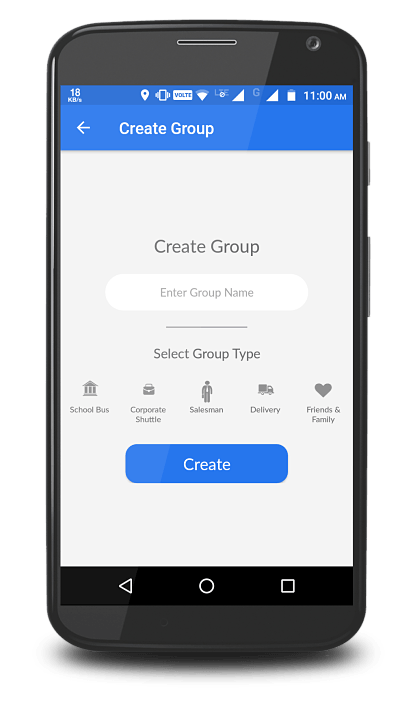 18
KB/s
VOLTE
LTE
G
11:00 AM
Create Group
Create Group
Enter Group Name
Select Group Type
School Bus
Corporate
Shuttle
Salesman
Delivery
Friends &
Family
Create